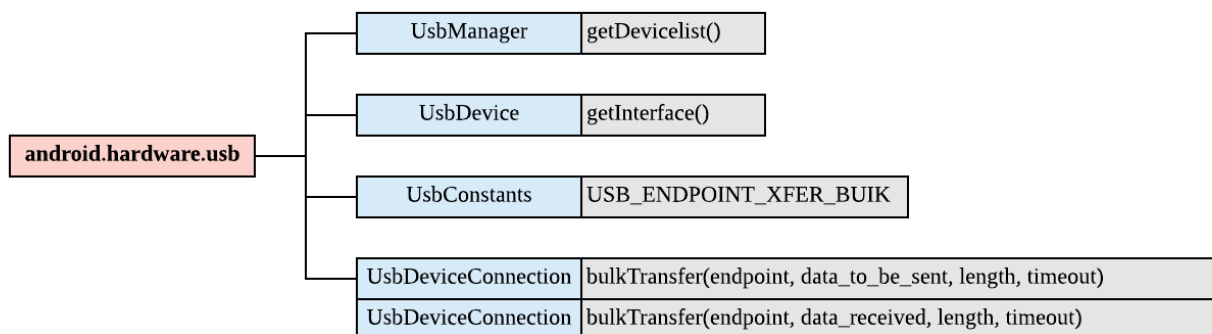 UsbManager getDevicelist()
UsbDevice getInterface()
android.hardware.usb
UsbConstants USB_ENDPOINT_XFER_BUIK
UsbDeviceConnection bulkTransfer(endpoint, data_to_be_sent, length, timeout)
UsbDeviceConnection bulkTransfer(endpoint, data_received, length, timeout)